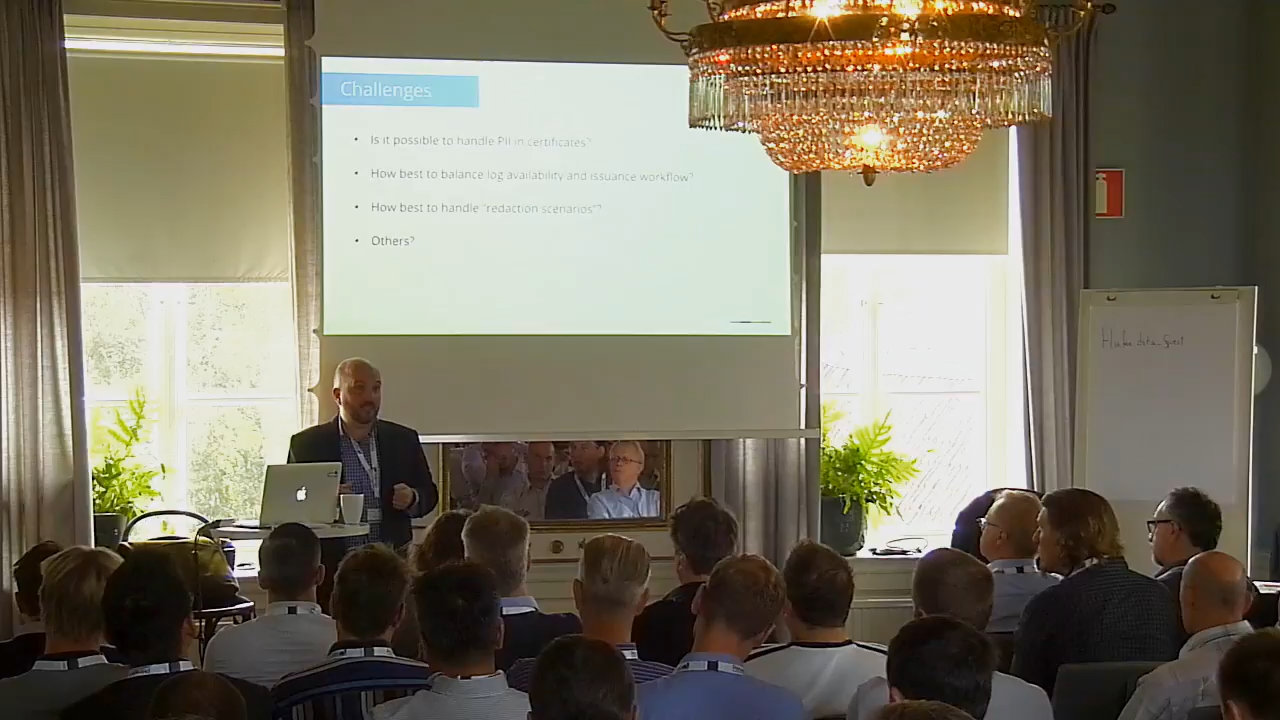 Challenges
• Is it possible to handle PII in certificates?
• How best to balance log availability and issuance workflow?
• How best to handle "redaction scenarios"?
• Others?